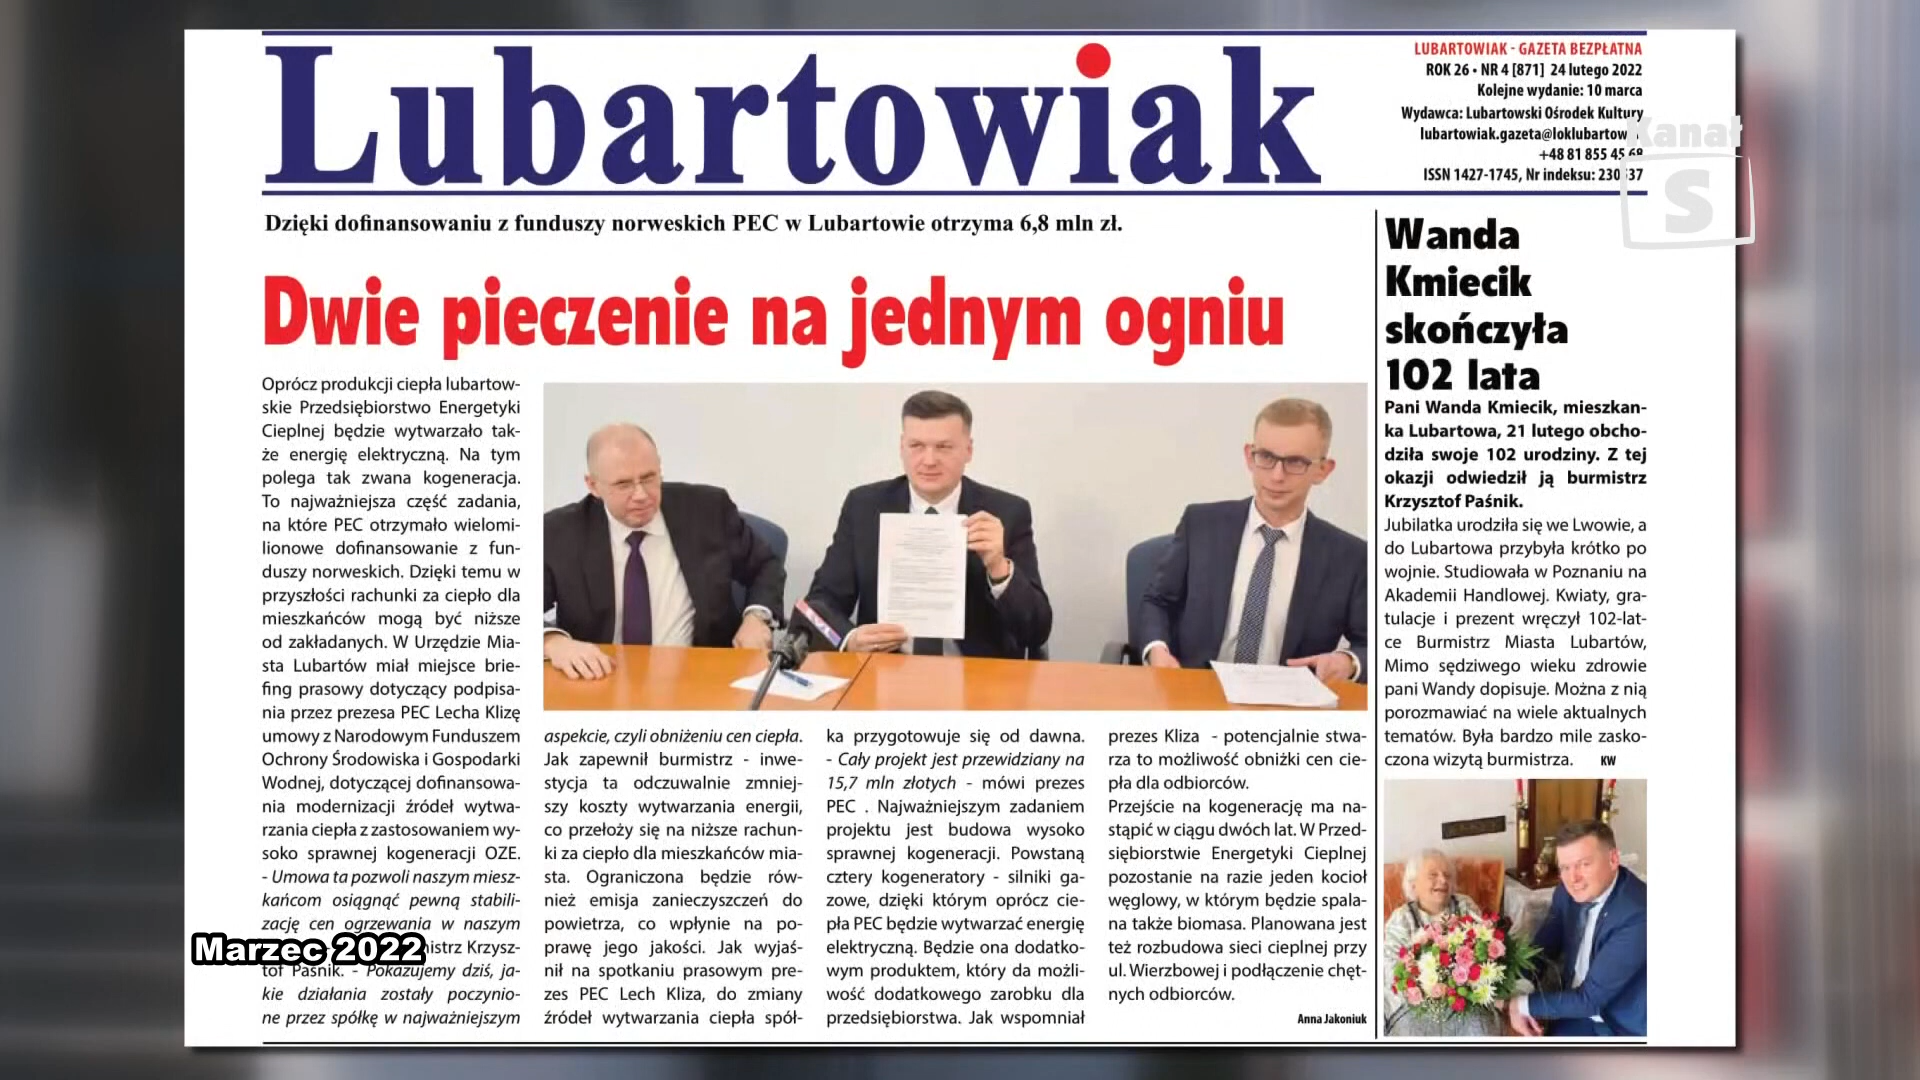 Lubartowiak
LUBARTOWIAK - GAZETA BEZPŁATNA
ROK 26 • NR 4 [871] 24 lutego 2022
Kolejne wydanie: 10 marca
Wydawca: Lubartowski Ośrodek Kultury
lubartowiak.gazeta@loklubartow
+48 81 855 45 68
ISSN 1427-1745, Nr indeksu:
Kanał
S
Dzięki dofinansowaniu z funduszy norweskich PEC w Lubartowie otrzyma 6,8 mln zł.
Dwie pieczenie na jednym ogniu
Oprócz produkcji ciepła lubartow-
skie Przedsiębiorstwo Energetyki
Cieplnej będzie wytwarzało tak-
że energię elektryczną. Na tym
polega tak zwana kogeneracja.
To najważniejsza część zadania,
na które PEC otrzymało wielomi-
lionowe dofinansowanie z fun-
duszy norweskich. Dzięki temu w
przyszłości rachunki za ciepło dla
mieszkańców mogą być niższe
od zakładanych. W Urzędzie Mia-
sta Lubartów miał miejsce brie-
fing prasowy dotyczący podpisa-
nia przez prezesa PEC Lecha Klizę
umowy z Narodowym Funduszem
Ochrony Środowiska i Gospodarki
Wodnej, dotyczącej dofinansowa-
nia modernizacji źródeł wytwa-
rzania ciepła z zastosowaniem wy-
soko sprawnej kogeneracji OZE.
- Umowa ta pozwoli naszym miesz-
kańcom osiągnąć pewną stabili-
zację cen ogrzewania w naszym
Marzec 2022 mistrz Krzysz-
tof Paśnik. - Pokazujemy dziś, ja-
kie działania zostały poczynio-
ne przez spółkę w najważniejszym
aspekcie, czyli obniżeniu cen ciepła.
Jak zapewnił burmistrz - inwe-
stycja ta odczuwalnie zmniej-
szy koszty wytwarzania energii,
co przełoży się na niższe rachun-
ki za ciepło dla mieszkańców mia-
sta. Ograniczona będzie rów-
nież emisja zanieczyszczeń do
powietrza, co wpłynie na po-
prawę jego jakości. Jak wyjaś-
nił na spotkaniu prasowym pre-
zes PEC Lech Kliza, do zmiany
źródeł wytwarzania ciepła spół-
ka przygotowuje się od dawna.
- Cały projekt jest przewidziany na
15,7 mln złotych - mówi prezes
PEC . Najważniejszym zadaniem
projektu jest budowa wysoko
sprawnej kogeneracji. Powstaną
cztery kogeneratory - silniki ga-
zowe, dzięki którym oprócz cie-
pła PEC będzie wytwarzać energię
elektryczną. Będzie ona dodatko-
wym produktem, który da możli-
wość dodatkowego zarobku dla
przedsiębiorstwa. Jak wspomniał
prezes Kliza - potencjalnie stwa-
rza to możliwość obniżki cen cie-
pła dla odbiorców.
Przejście na kogenerację ma na-
stąpić w ciągu dwóch lat. W Przed-
siębiorstwie Energetyki Cieplnej
pozostanie na razie jeden kocioł
węglowy, w którym będzie spala-
na także biomasa. Planowana jest
też rozbudowa sieci cieplnej przy
ul. Wierzbowej i podłączenie chęt-
nych odbiorców.
Anna Jakoniuk
Wanda
Kmiecik
skończyła
102 lata
Pani Wanda Kmiecik, mieszkan-
ka Lubartowa, 21 lutego obcho-
dziła swoje 102 urodziny. Z tej
okazji odwiedził ją burmistrz
Krzysztof Paśnik.
Jubilatka urodziła się we Lwowie, a
do Lubartowa przybyła krótko po
wojnie. Studiowała w Poznaniu na
Akademii Handlowej. Kwiaty, gra-
tulacje i prezent wręczył 102-lat-
ce Burmistrz Miasta Lubartów,
Mimo sędziwego wieku zdrowie
pani Wandy dopisuje. Można z nią
porozmawiać na wiele aktualnych
tematów. Była bardzo mile zasko-
czona wizytą burmistrza. KW